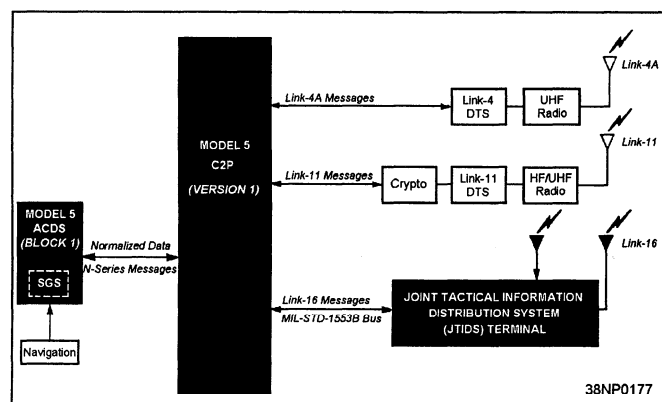 Link-4A
Link-4A Messages
Link-4
DTS
UHF
Radio
MODEL 5
C2P
(VERSION 1)
Link-11
Link-11 Messages
Crypto
Link-11
DTS
HF/UHF
Radio
MODEL 5
ACDS
(BLOCK 1)
SGS
Normalized Data
N-Series Messages
Navigation
Link-16
Link-16 Messages
MIL-STD-1553B Bus
JOINT TACTICAL INFORMATION
DISTRIBUTION SYSTEM
(JTIDS) TERMINAL
38NP0177